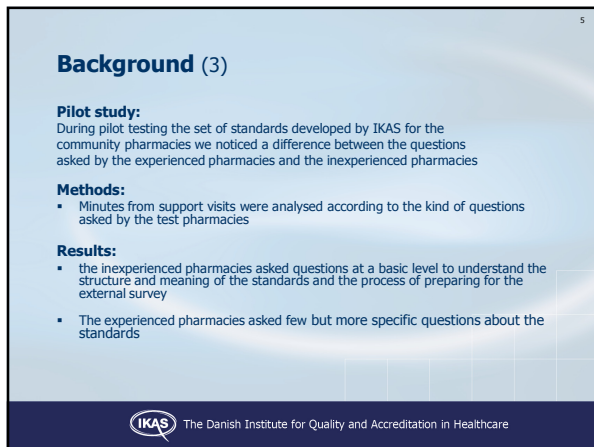 5
Background (3)
Pilot study:
During pilot testing the set of standards developed by IKAS for the
community pharmacies we noticed a difference between the questions
asked by the experienced pharmacies and the inexperienced pharmacies
Methods:
▪ Minutes from support visits were analysed according to the kind of questions
asked by the test pharmacies
Results:
▪ the inexperienced pharmacies asked questions at a basic level to understand the
structure and meaning of the standards and the process of preparing for the
external survey
▪ The experienced pharmacies asked few but more specific questions about the
standards
IKAS The Danish Institute for Quality and Accreditation in Healthcare